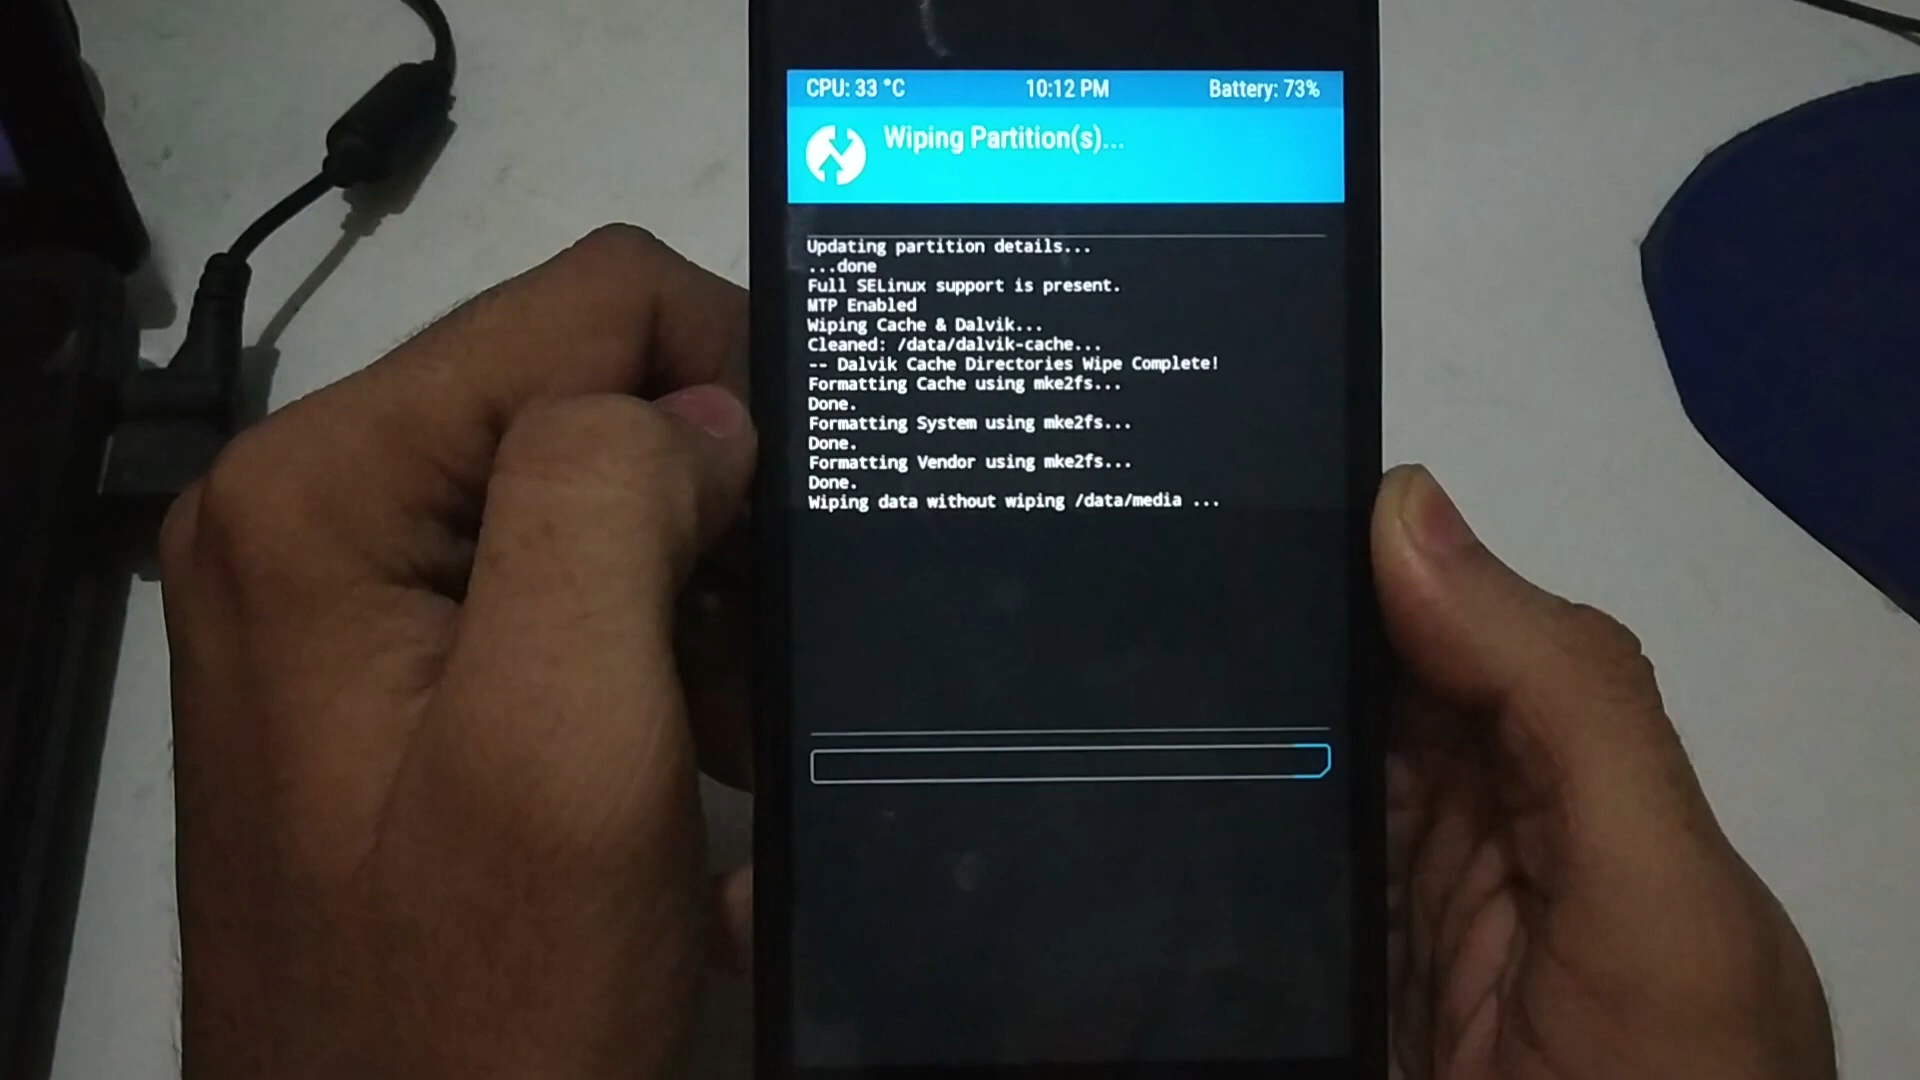 CPU: 33 °C 10:12 PM Battery: 73%
Wiping Partition(s)...
Updating partition details...
...done
Full SELinux support is present.
MTP Enabled
Wiping Cache & Dalvik...
Cleaned: /data/dalvik-cache...
-- Dalvik Cache Directories Wipe Complete!
Formatting Cache using mke2fs...
Done.
Formatting System using mke2fs...
Done.
Formatting Vendor using mke2fs...
Done.
Wiping data without wiping /data/media ...